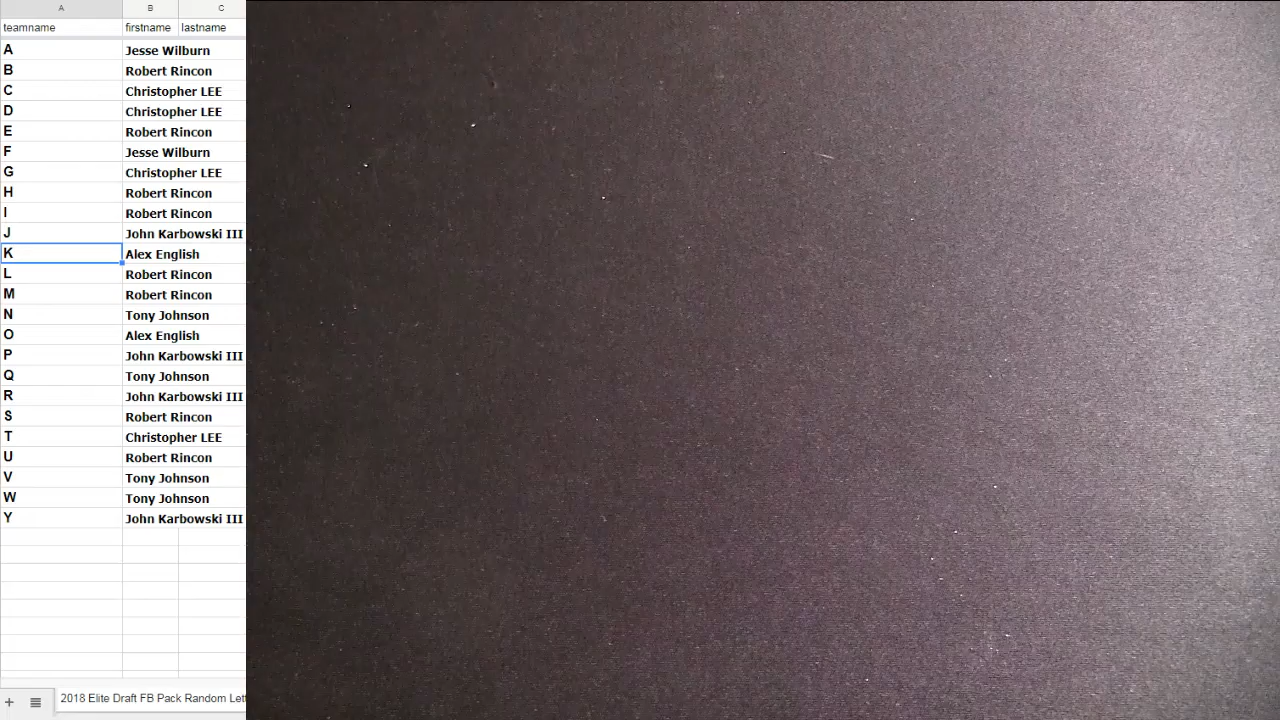 A B C
teamname firstname lastname
A Jesse Wilburn
B Robert Rincon
C Christopher LEE
D Christopher LEE
E Robert Rincon
F Jesse Wilburn
G Christopher LEE
H Robert Rincon
I Robert Rincon
J John Karbowski III
K Alex English
L Robert Rincon
M Robert Rincon
N Tony Johnson
O Alex English
P John Karbowski III
Q Tony Johnson
R John Karbowski III
S Robert Rincon
T Christopher LEE
U Robert Rincon
V Tony Johnson
W Tony Johnson
Y John Karbowski III
2018 Elite Draft FB Pack Random Lett